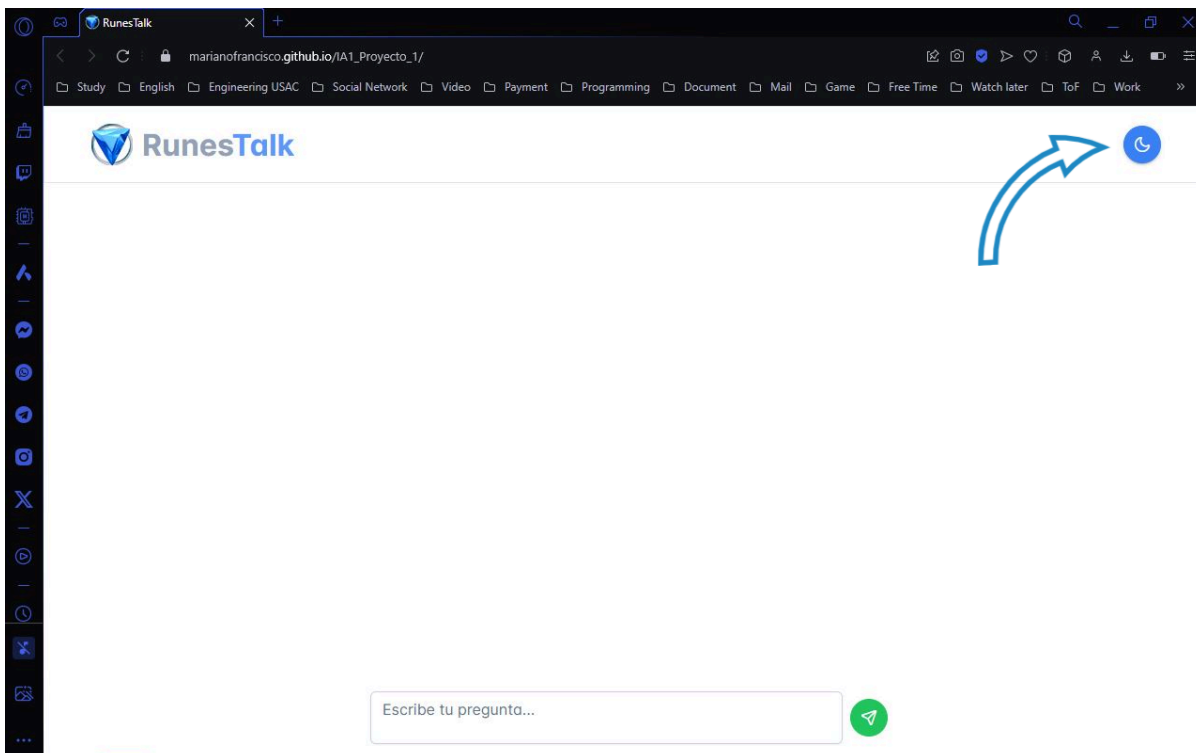 RunesTalk
marianofrancisco.github.io/IA1_Proyecto_1/
Study English Engineering USAC Social Network Video Payment Programming Document Mail Game Free Time Watch later ToF Work »
RunesTalk
Escribe tu pregunta...